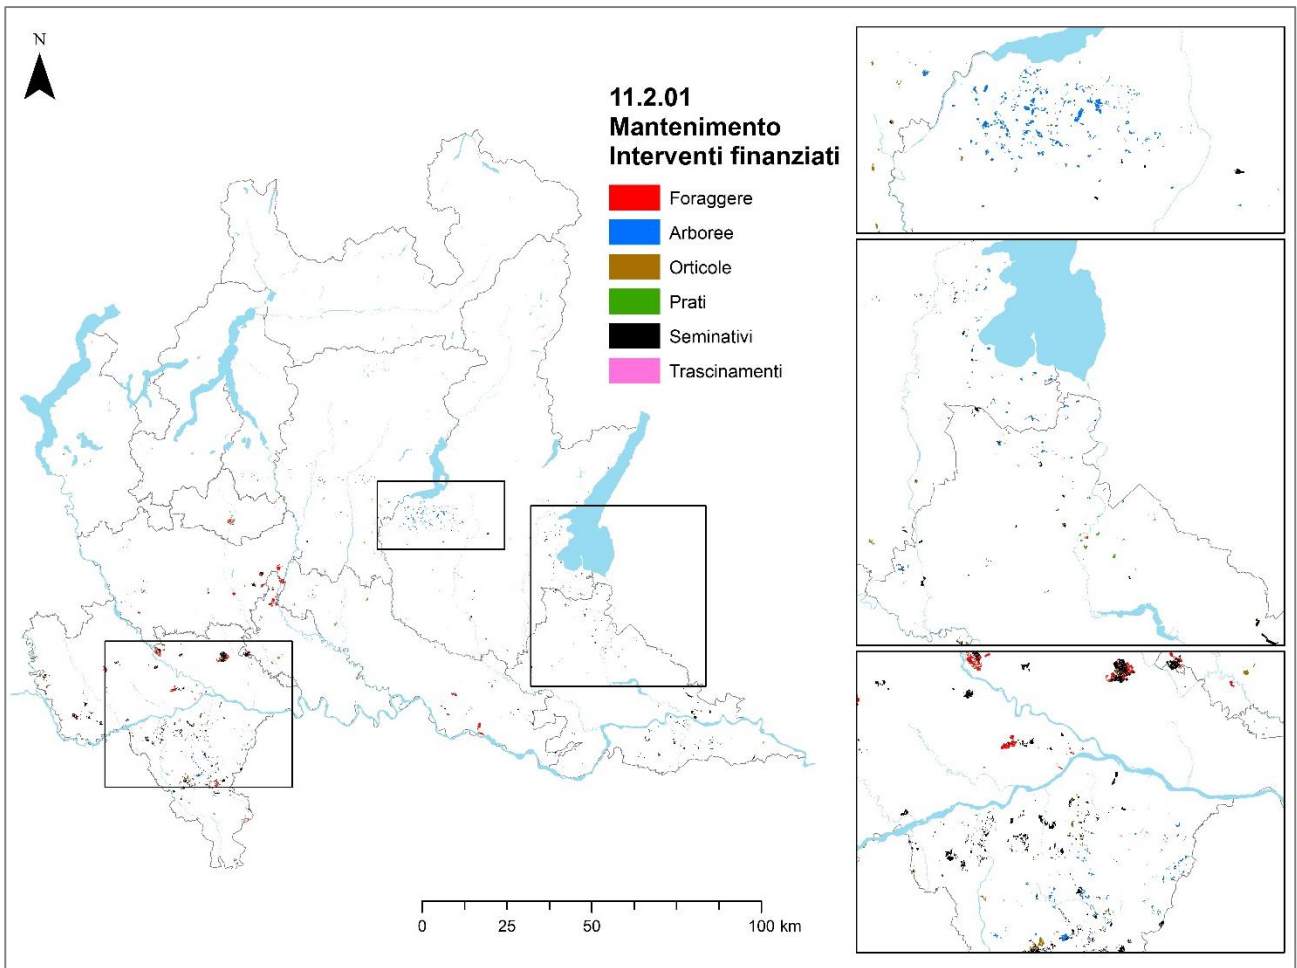 N
11.2.01
Mantenimento
Interventi finanziati
Foraggere
Arboree
Orticole
Prati
Seminativi
Trascinamenti
0 25 50 100 km